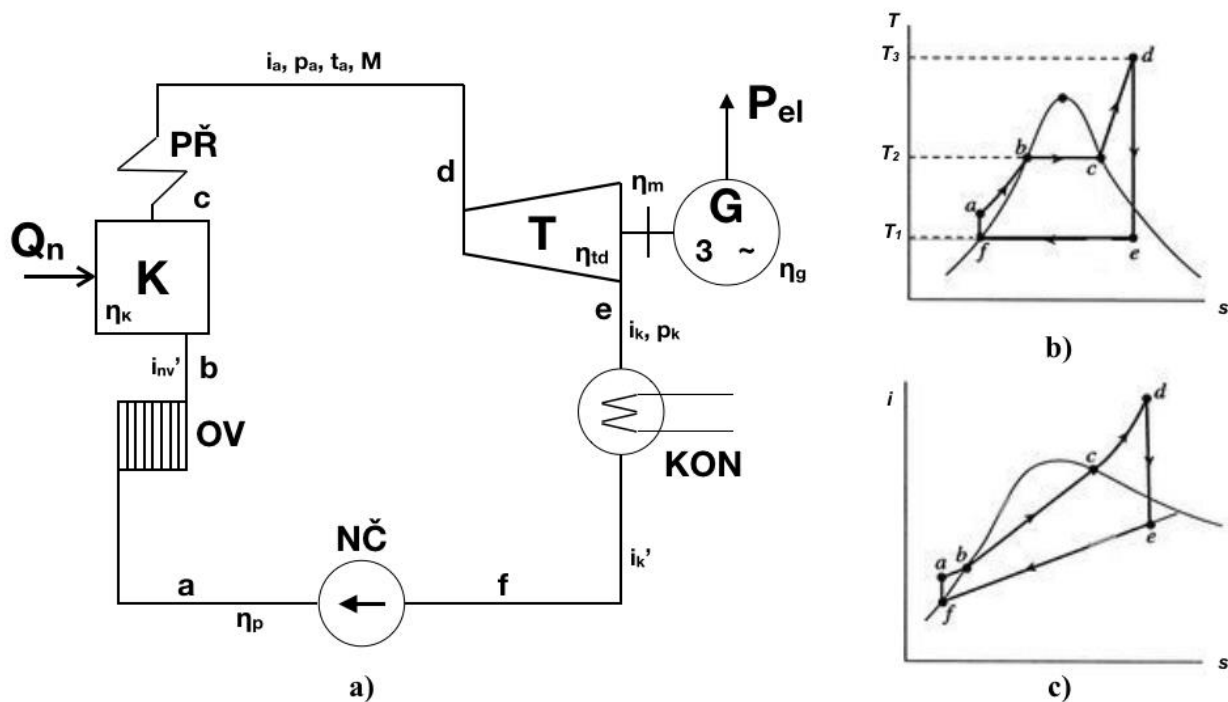 iₐ, pₐ, tₐ, M
PŘ
c
d
Pel
ηm
G
3 ~
ηg
T
ηtd
Qn
K
ηK
e
iₖ, pₖ
inv’
b
OV
KON
NČ
iₖ’
a
ηp
f
a)
T
T₃
d
T₂
b
c
a
T₁
f
e
s
b)
i
d
c
b
a
e
f
s
c)